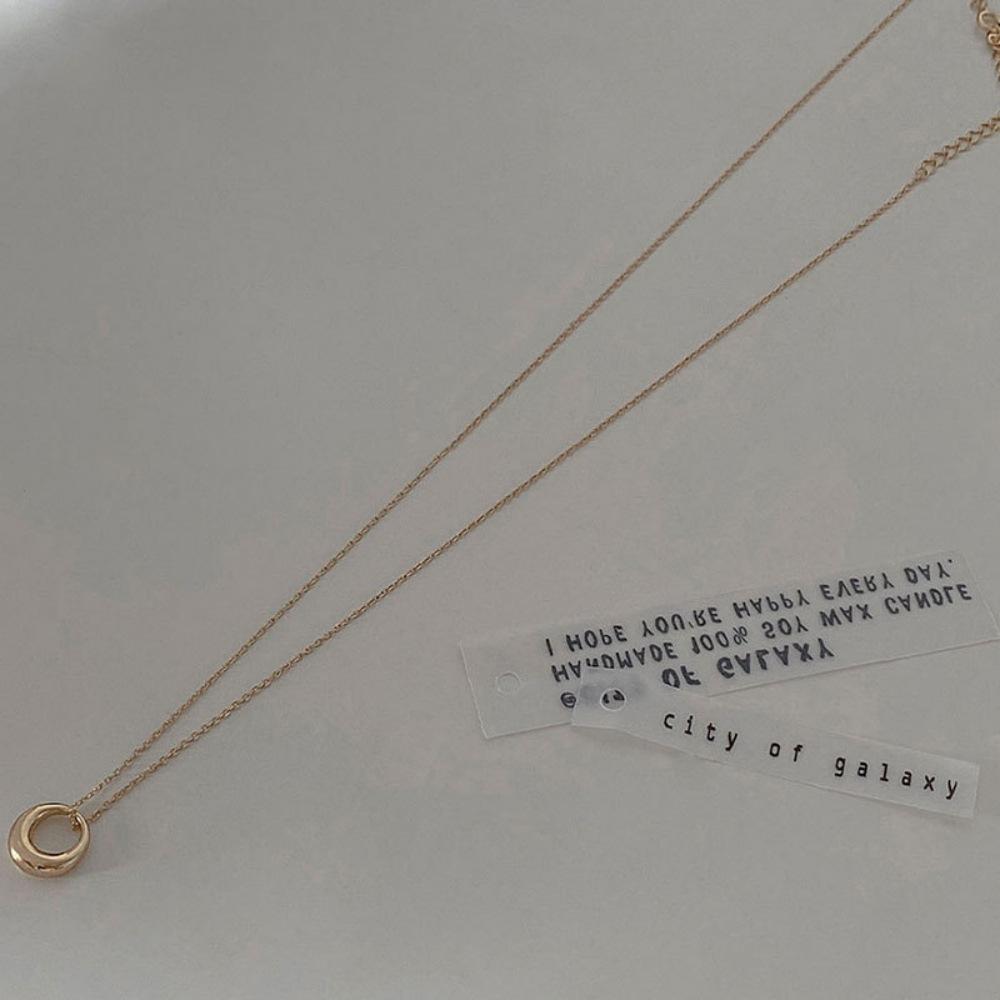 I HOPE YOU'RE HAPPY EVERY DAY.
HANDMADE 100% SOY WAX CANDLE
OF GALAXY
city of galaxy